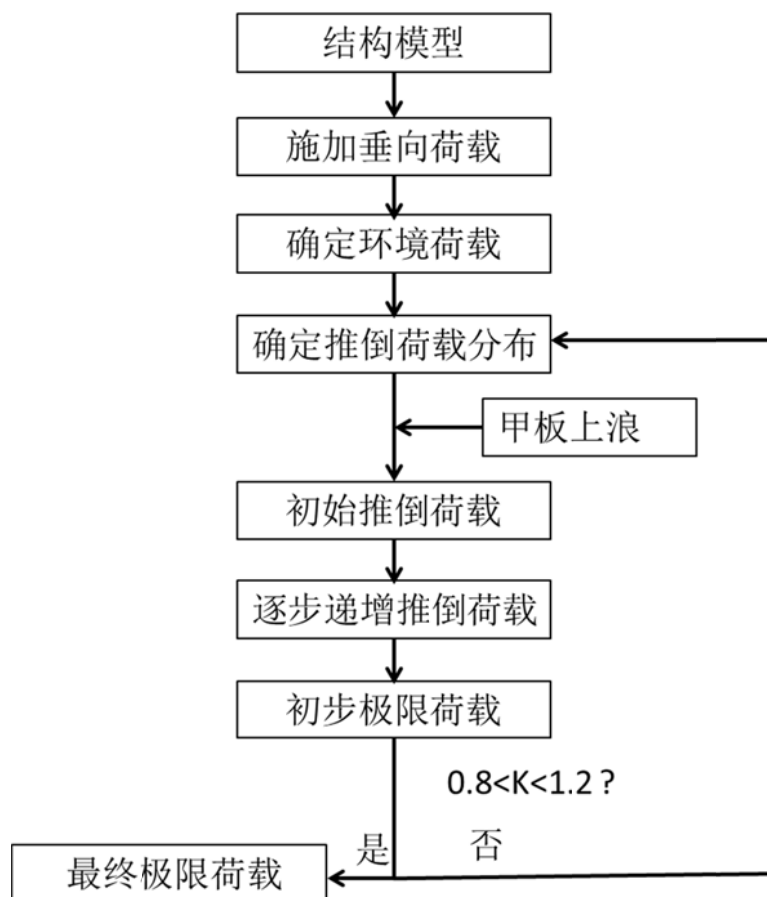 结构模型
施加垂向荷载
确定环境荷载
确定推倒荷载分布
甲板上浪
初始推倒荷载
逐步递增推倒荷载
初步极限荷载
0.8<K<1.2 ?
是
否
最终极限荷载